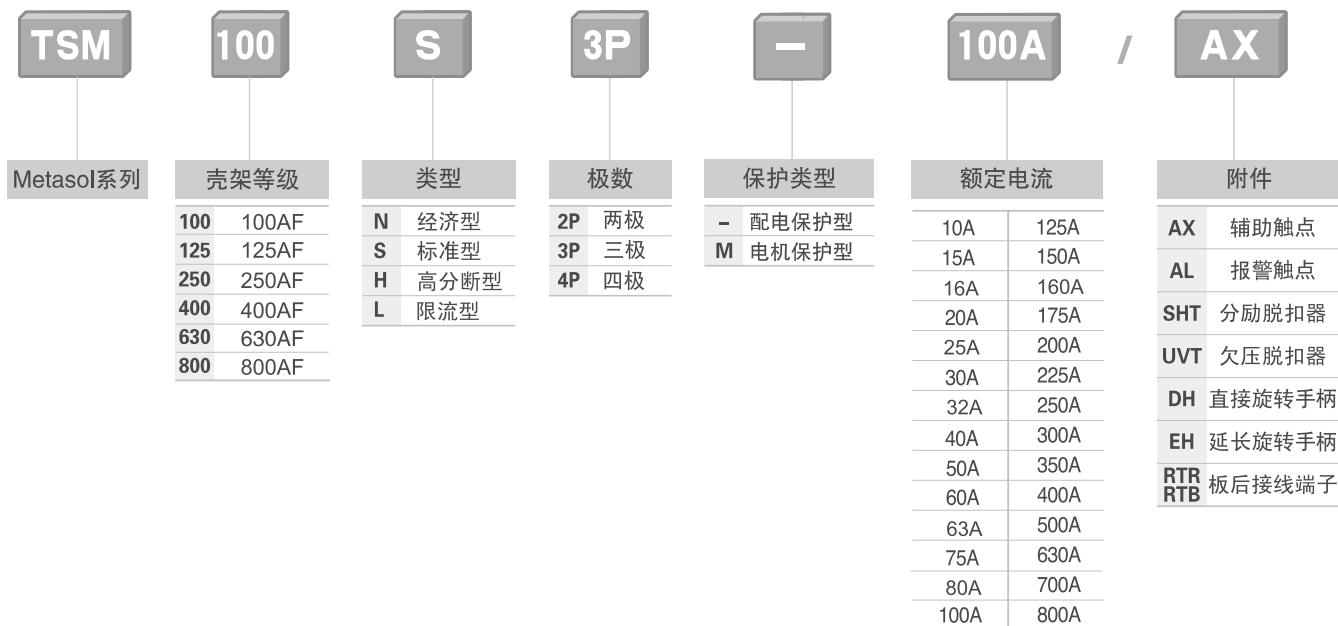 TSM 100 S 3P – 100A / AX
Metasol系列
壳架等级
100 100AF
125 125AF
250 250AF
400 400AF
630 630AF
800 800AF
类型
N 经济型
S 标准型
H 高分断型
L 限流型
极数
2P 两极
3P 三极
4P 四极
保护类型
– 配电保护型
M 电机保护型
额定电流
10A 125A
15A 150A
16A 160A
20A 175A
25A 200A
30A 225A
32A 250A
40A 300A
50A 350A
60A 400A
63A 500A
75A 630A
80A 700A
100A 800A
附件
AX 辅助触点
AL 报警触点
SHT 分励脱扣器
UVT 欠压脱扣器
DH 直接旋转手柄
EH 延长旋转手柄
RTR
RTB 板后接线端子